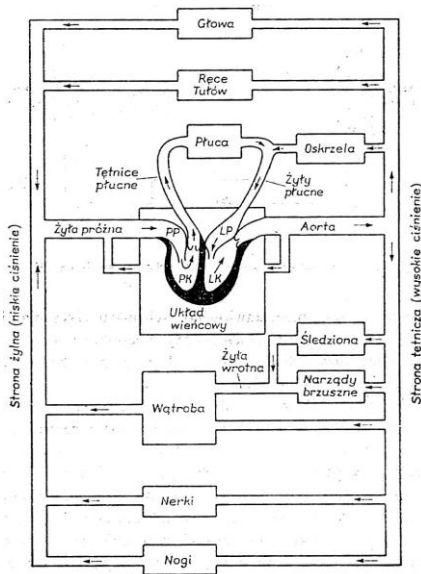 Głowa
Ręce
Tułów
Płuca
Oskrzela
Tętnice
płucne
Żyły
płucne
Żyła próżna
PP
LP
Aorta
PK
LK
Układ
wieńcowy
Strona żylna (niskie ciśnienie)
Strona tętnicza (wysokie ciśnienie)
Śledziona
Żyła
wrotna
Narządy
brzuszne
Wątroba
Nerki
Nogi